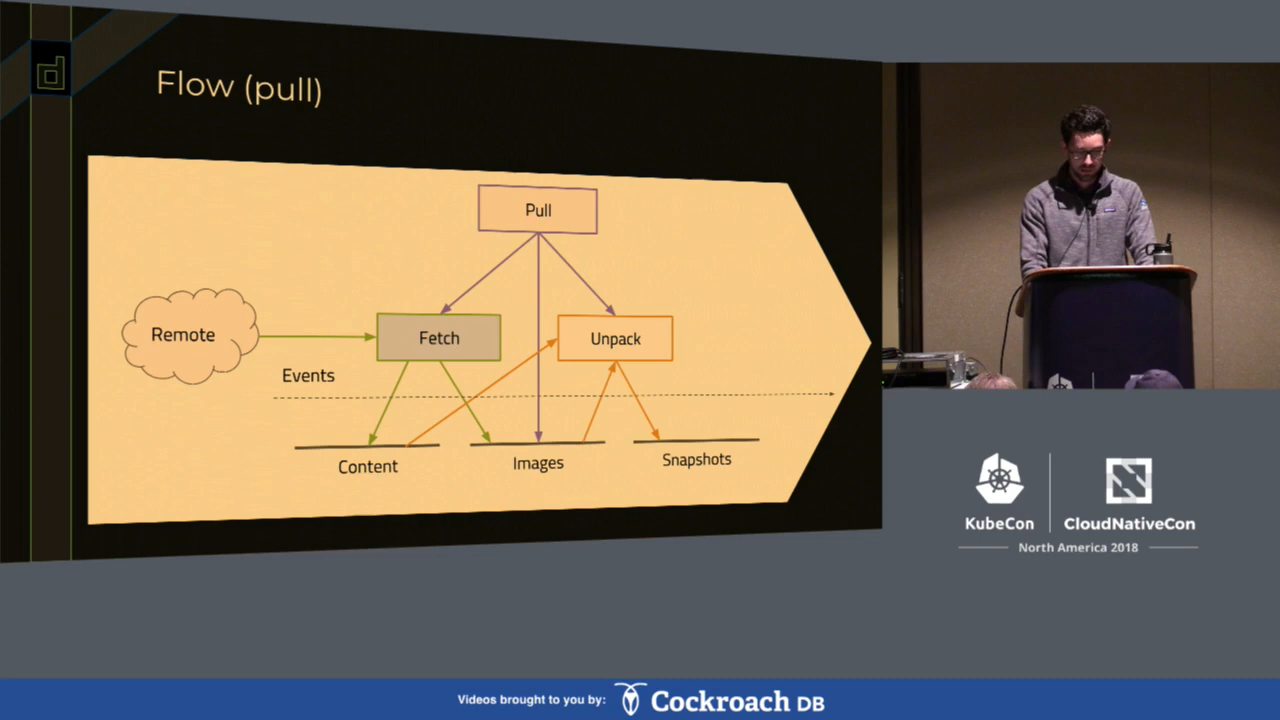 Flow (pull)
Pull
Remote
Fetch
Unpack
Events
Content
Images
Snapshots
KubeCon
CloudNativeCon
North America 2018
Videos brought to you by:
Cockroach DB